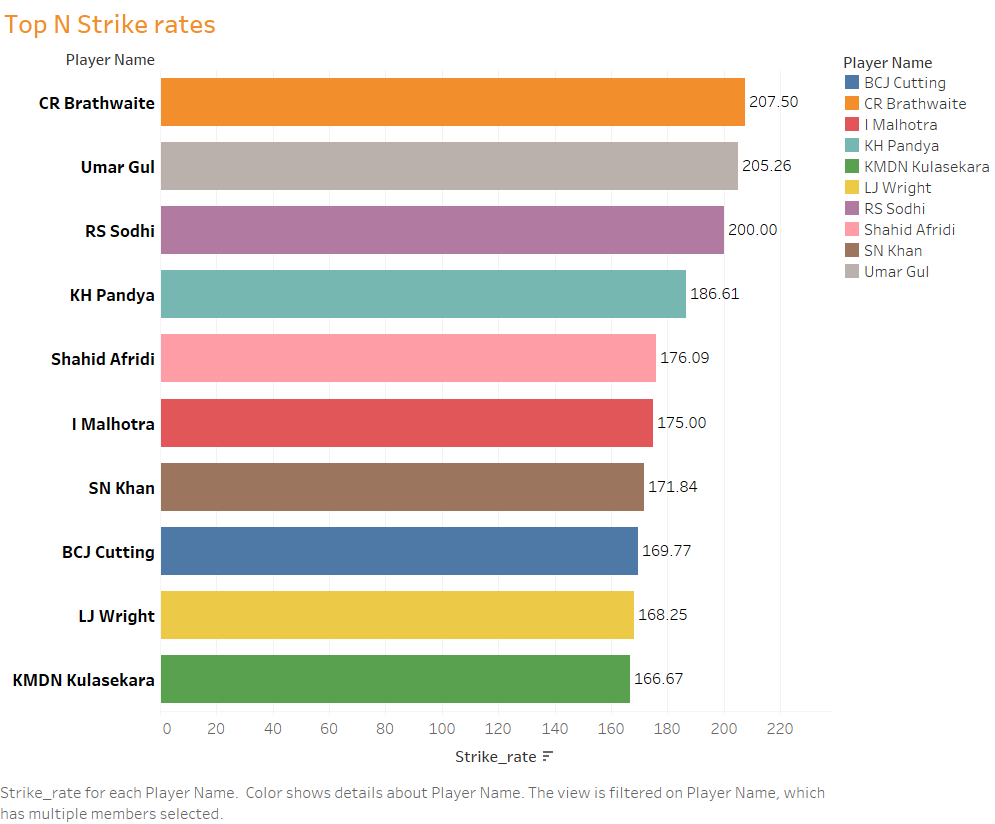 Top N Strike rates
Player Name
CR Brathwaite 207.50
Umar Gul 205.26
RS Sodhi 200.00
KH Pandya 186.61
Shahid Afridi 176.09
I Malhotra 175.00
SN Khan 171.84
BCJ Cutting 169.77
LJ Wright 168.25
KMDN Kulasekara 166.67
0 20 40 60 80 100 120 140 160 180 200 220
Strike_rate
Player Name
BCJ Cutting
CR Brathwaite
I Malhotra
KH Pandya
KMDN Kulasekara
LJ Wright
RS Sodhi
Shahid Afridi
SN Khan
Umar Gul
Strike_rate for each Player Name.  Color shows details about Player Name. The view is filtered on Player Name, which
has multiple members selected.